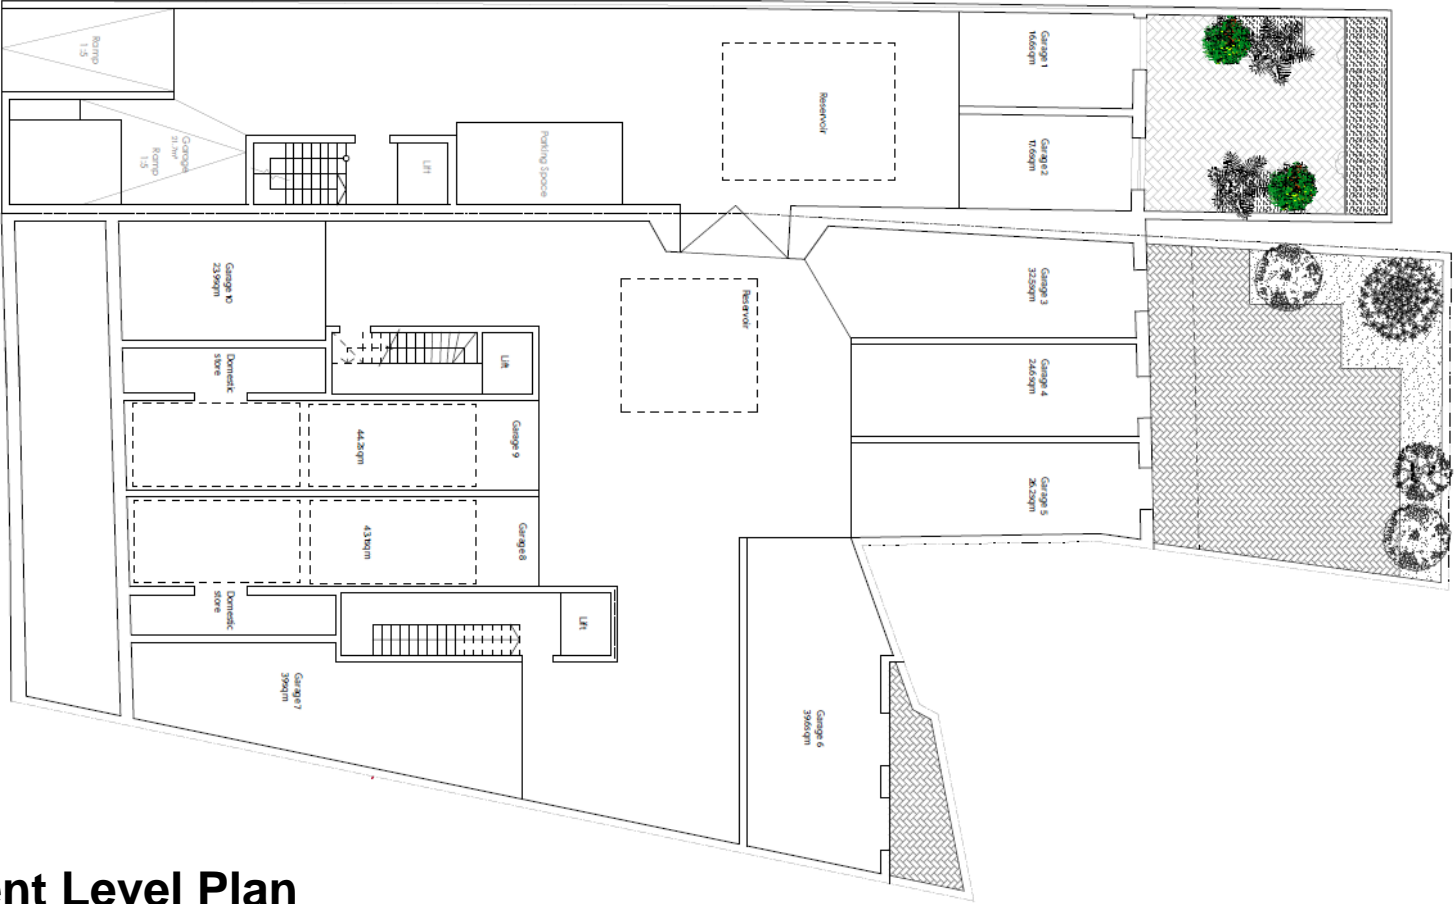 Ramp
1:5
Garage
21.7m²
Ramp
1:5
Lift
Parking Space
Reservoir
Garage 1
16.6sqm
Garage 2
17.6sqm
Garage 10
23.9sqm
Domestic
store
Lift
Reservoir
Garage 3
32.5sqm
Garage 4
24.6sqm
Garage 5
26.2sqm
44.2sqm
Garage 9
43.1sqm
Garage 8
Domestic
store
Lift
Garage 7
39sqm
Garage 6
39.6sqm
ent Level Plan